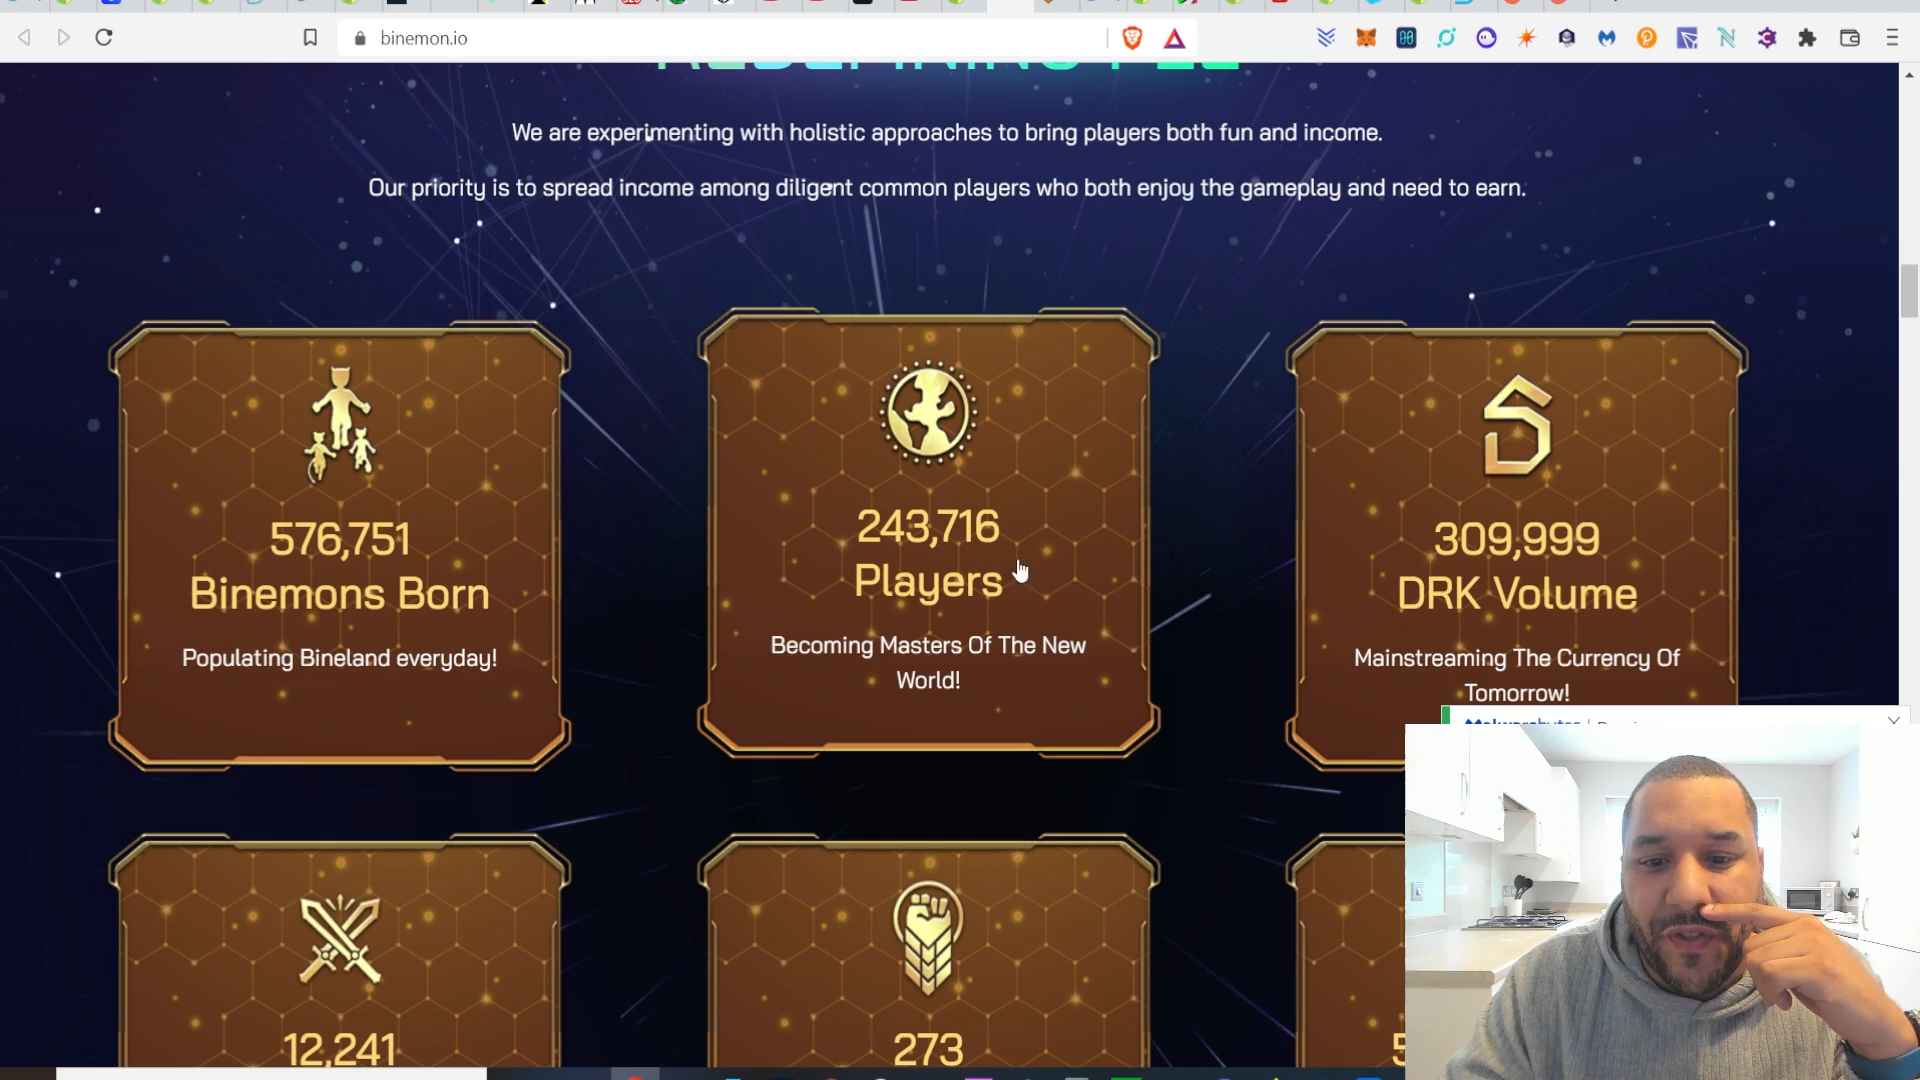 binemon.io
We are experimenting with holistic approaches to bring players both fun and income.
Our priority is to spread income among diligent common players who both enjoy the gameplay and need to earn.
576,751
Binemons Born
Populating Bineland everyday!
243,716
Players
Becoming Masters Of The New
World!
309,999
DRK Volume
Mainstreaming The Currency Of
Tomorrow!
12,241
273